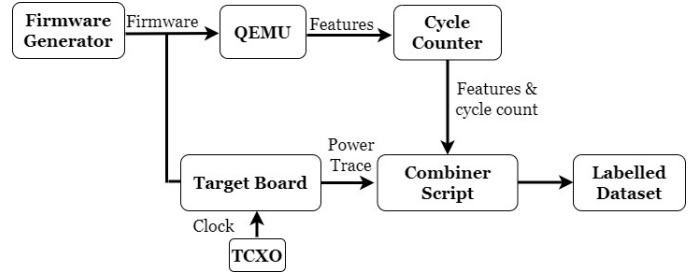 Firmware
Generator
Firmware
QEMU
Features
Cycle
Counter
Features &
cycle count
Target Board
Power
Trace
Combiner
Script
Labelled
Dataset
Clock
TCXO